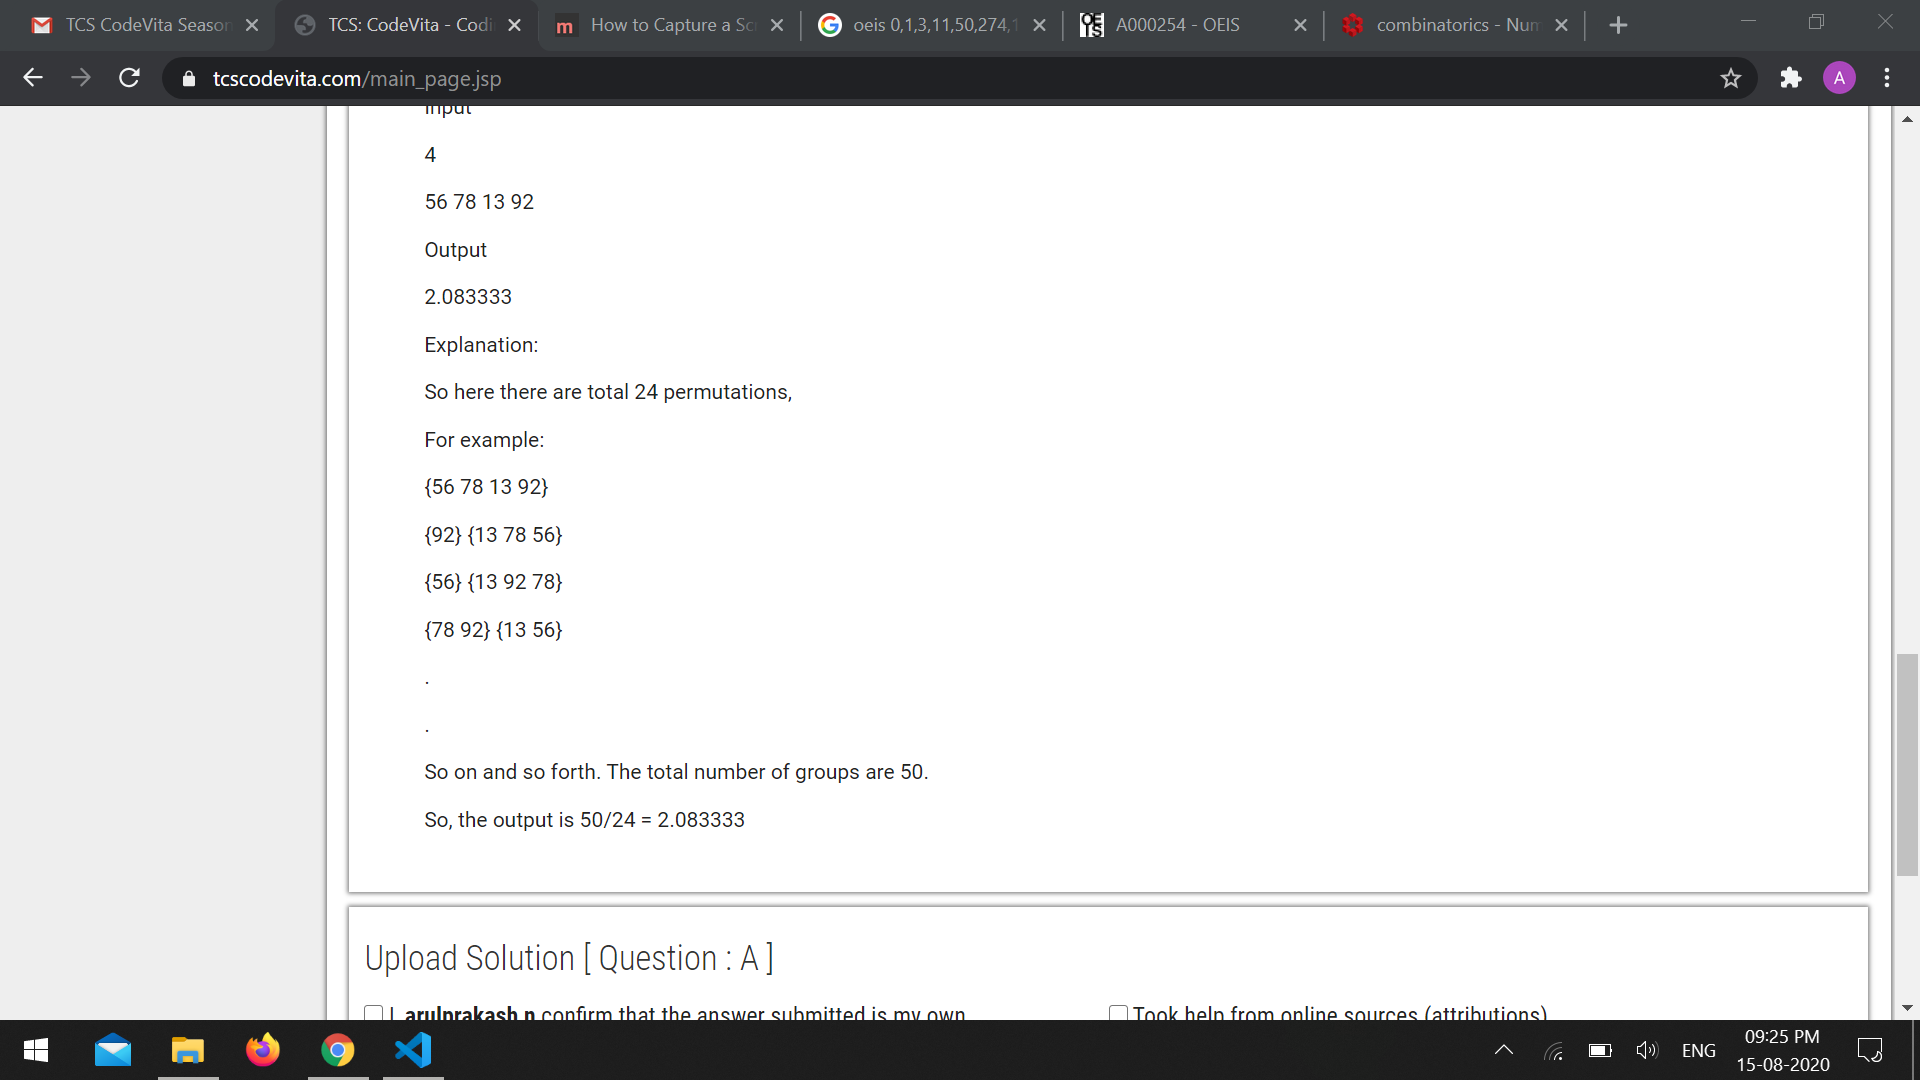 TCS CodeVita Season
TCS: CodeVita - Codi
How to Capture a Scr
oeis 0,1,3,11,50,274,1
A000254 - OEIS
combinatorics - Num
tcscodevita.com/main_page.jsp
A
Input
4
56 78 13 92
Output
2.083333
Explanation:
So here there are total 24 permutations,
For example:
{56 78 13 92}
{92} {13 78 56}
{56} {13 92 78}
{78 92} {13 56}
.
.
So on and so forth. The total number of groups are 50.
So, the output is 50/24 = 2.083333
Upload Solution [ Question : A ]
I, arulprakash n confirm that the answer submitted is my own
Took help from online sources (attributions)
ENG
09:25 PM
15-08-2020